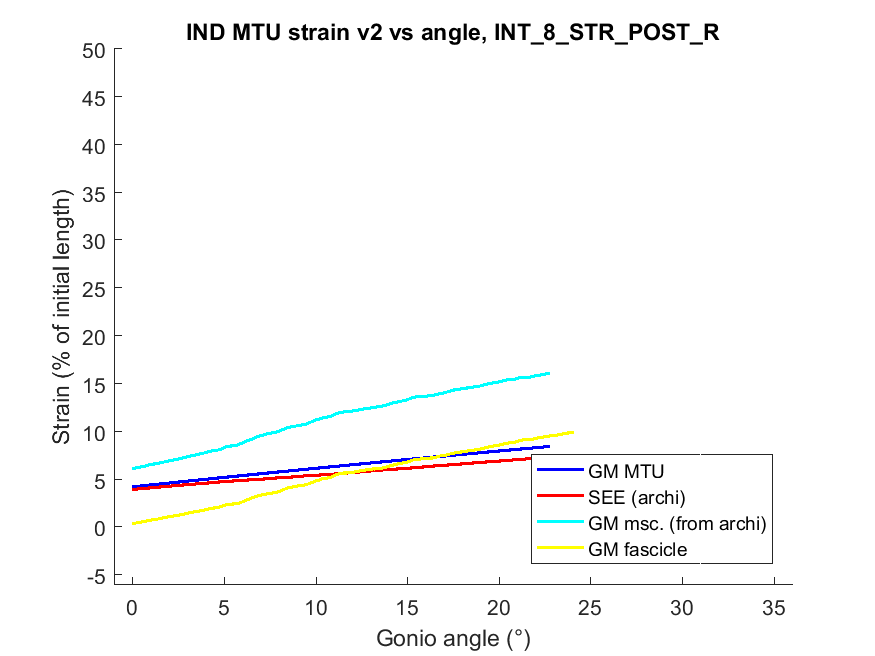 IND MTU strain v2 vs angle, INT_8_STR_POST_R
Strain (% of initial length)
50
45
40
35
30
25
20
15
10
5
0
-5
0 5 10 15 20 25 30 35
Gonio angle (°)
GM MTU
SEE (archi)
GM msc. (from archi)
GM fascicle